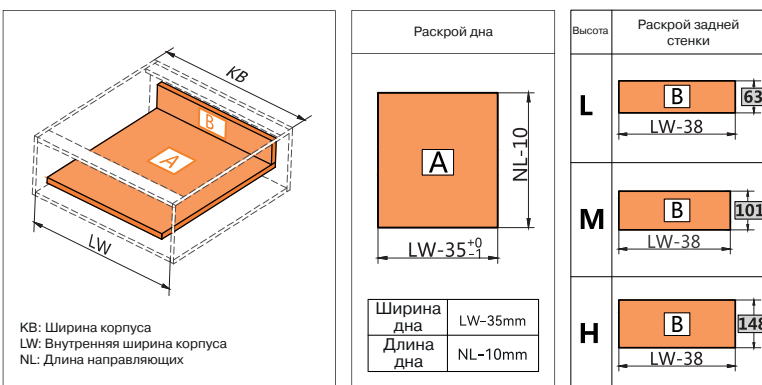 KB
B
A
LW
KB: Ширина корпуса
LW: Внутренняя ширина корпуса
NL: Длина направляющих
Раскрой дна
A
NL-10
LW-35+0-1
Ширина дна LW-35mm
Длина дна NL-10mm
Высота
Раскрой задней
стенки
L
B
63
LW-38
M
B
101
LW-38
H
B
148
LW-38